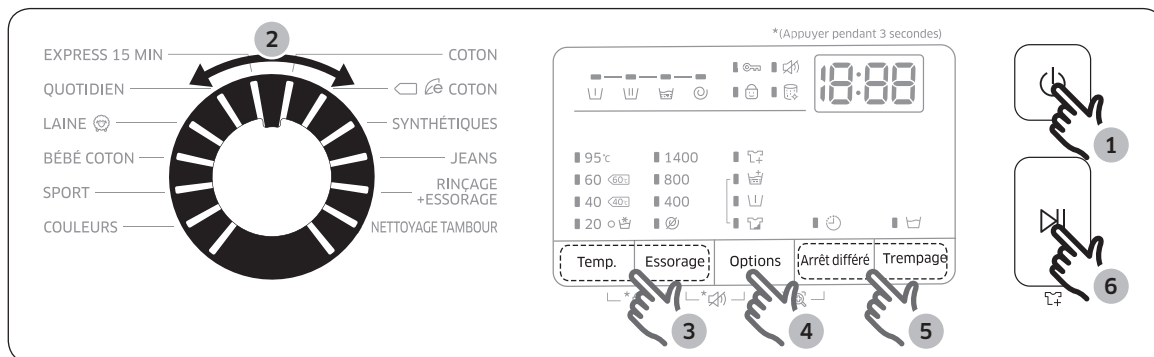 *(Appuyer pendant 3 secondes)
2
EXPRESS 15 MIN
QUOTIDIEN
LAINE
BÉBÉ COTON
SPORT
COULEURS
COTON
é COTON
SYNTHÉTIQUES
JEANS
RINÇAGE
+ESSORAGE
NETTOYAGE TAMBOUR
18:88
95℃ 1400
60 60℃ 800
40 40℃ 400
20
Temp. Essorage Options Arrêt différé Trempage
* *
3 4 5
1
6